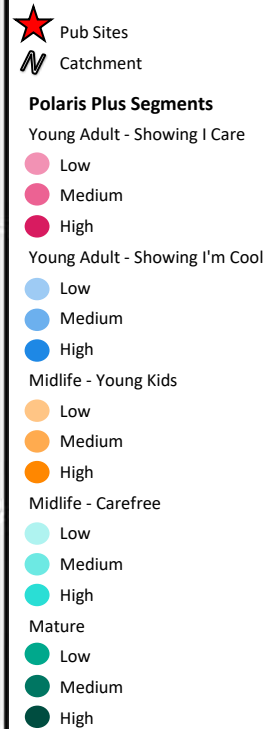 Pub Sites
Catchment
Polaris Plus Segments
Young Adult - Showing I Care
Low
Medium
High
Young Adult - Showing I'm Cool
Low
Medium
High
Midlife - Young Kids
Low
Medium
High
Midlife - Carefree
Low
Medium
High
Mature
Low
Medium
High